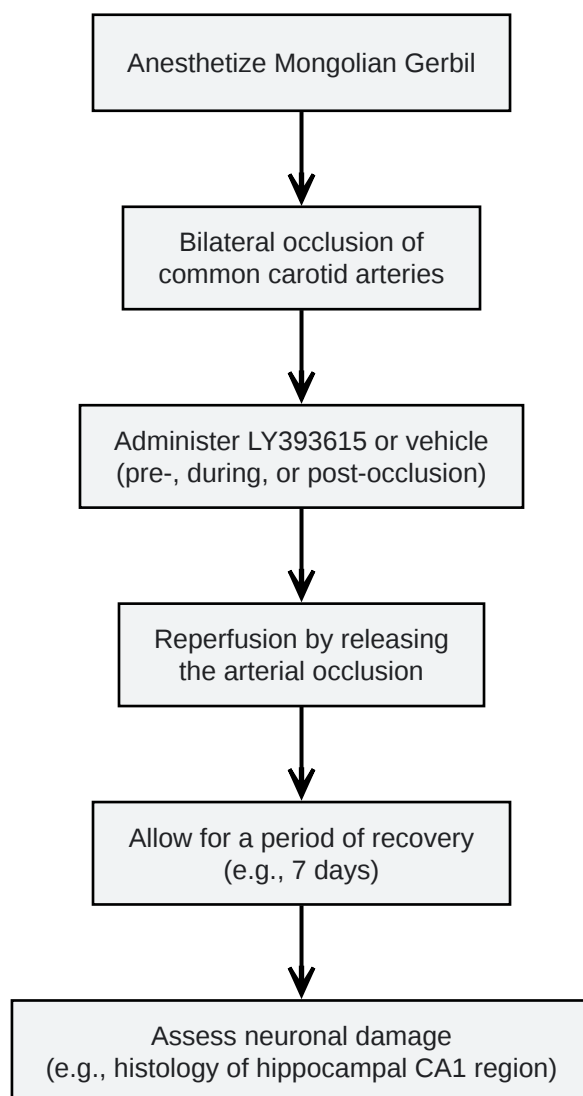 Anesthetize Mongolian Gerbil
Bilateral occlusion of
common carotid arteries
Administer LY393615 or vehicle
(pre-, during, or post-occlusion)
Reperfusion by releasing
the arterial occlusion
Allow for a period of recovery
(e.g., 7 days)
Assess neuronal damage
(e.g., histology of hippocampal CA1 region)